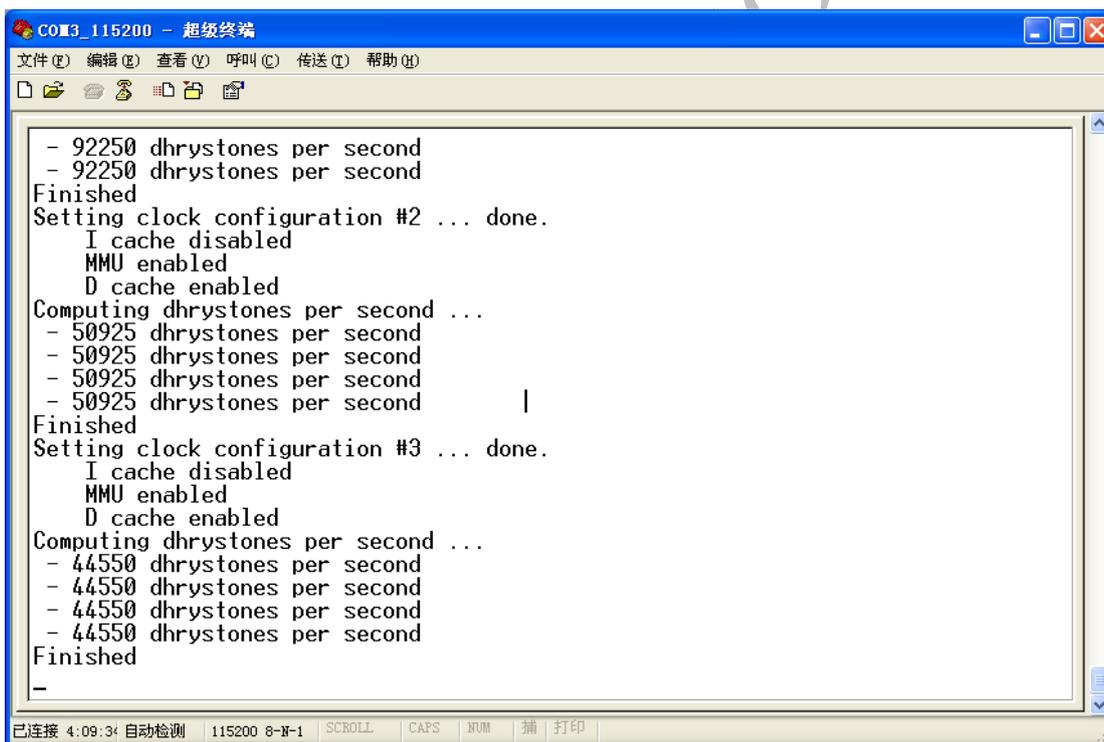 COM3_115200 - 超级终端
文件(F) 编辑(E) 查看(V) 呼叫(C) 传送(T) 帮助(H)
- 92250 dhrystones per second
- 92250 dhrystones per second
Finished
Setting clock configuration #2 ... done.
I cache disabled
MMU enabled
D cache enabled
Computing dhrystones per second ...
- 50925 dhrystones per second
- 50925 dhrystones per second
- 50925 dhrystones per second
- 50925 dhrystones per second
Finished
Setting clock configuration #3 ... done.
I cache disabled
MMU enabled
D cache enabled
Computing dhrystones per second ...
- 44550 dhrystones per second
- 44550 dhrystones per second
- 44550 dhrystones per second
- 44550 dhrystones per second
Finished
已连接 4:09:34 自动检测 115200 8-N-1 SCROLL CAPS NUM 捕 打印